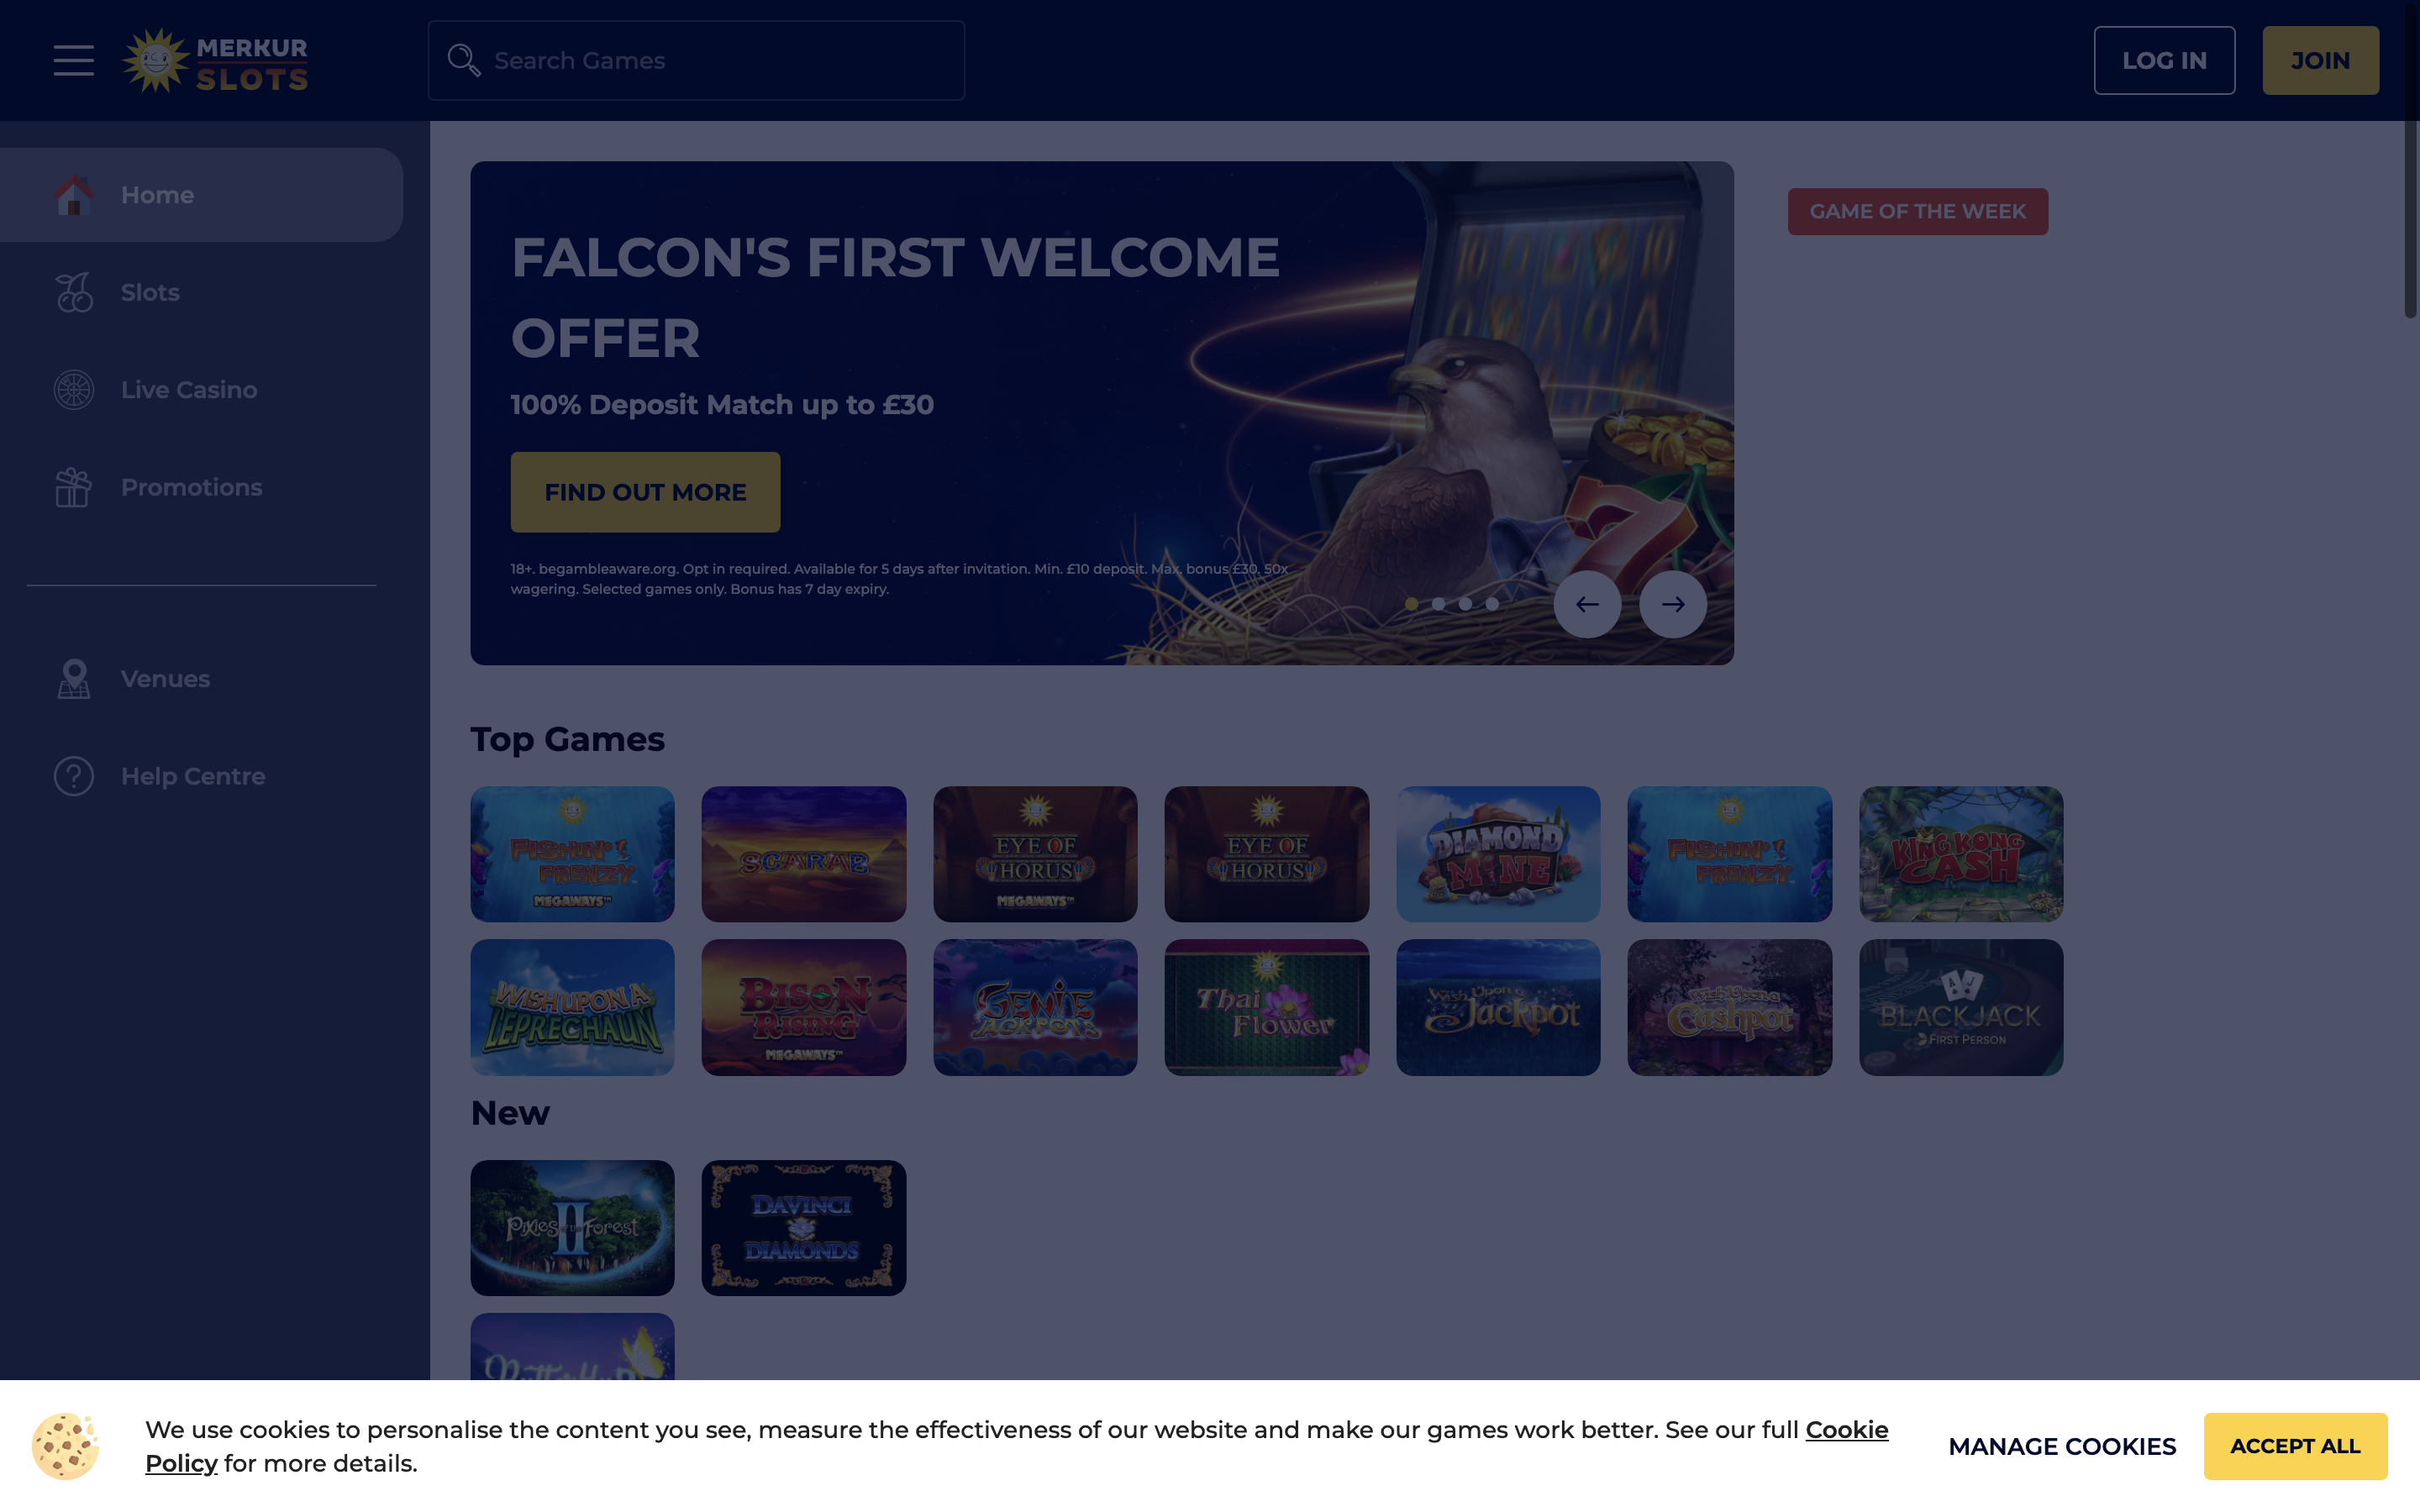 MERKUR
SLOTS
Search Games
LOG IN
JOIN
Home
Slots
Live Casino
Promotions
Venues
Help Centre
FALCON'S FIRST WELCOME
OFFER
100% Deposit Match up to £30
FIND OUT MORE
18+. begambleaware.org. Opt in required. Available for 5 days after invitation. Min. £10 deposit. Max. bonus £30. 50x
wagering. Selected games only. Bonus has 7 day expiry.
GAME OF THE WEEK
Top Games
FISHIN'
FRENZY™
MEGAWAYS™
SCARAB
EYE OF
HORUS
MEGAWAYS™
EYE OF
HORUS
DIAMOND
MINE
FISHIN'
FRENZY™
KING KONG
CASH
WISH UPON A
LEPRECHAUN
BISON
RISING
MEGAWAYS™
GENIE
JACKPOTS
Thai
Flower
Wish Upon a
Jackpot
Wish Upon a
Cashpot
BLACKJACK
FIRST PERSON
New
Pixies of the Forest
II
DAVINCI
DIAMONDS
We use cookies to personalise the content you see, measure the effectiveness of our website and make our games work better. See our full Cookie
Policy for more details.
MANAGE COOKIES
ACCEPT ALL